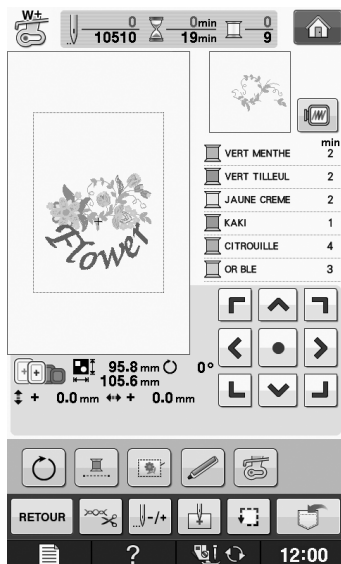 W+
0 0min 0
10510 19min 9
min
VERT MENTHE 2
VERT TILLEUL 2
JAUNE CREME 2
KAKI 1
CITROUILLE 4
OR BLE 3
Flower
95.8 mm 0°
105.6 mm
+ 0.0 mm + 0.0 mm
RETOUR -/+
? 12:00